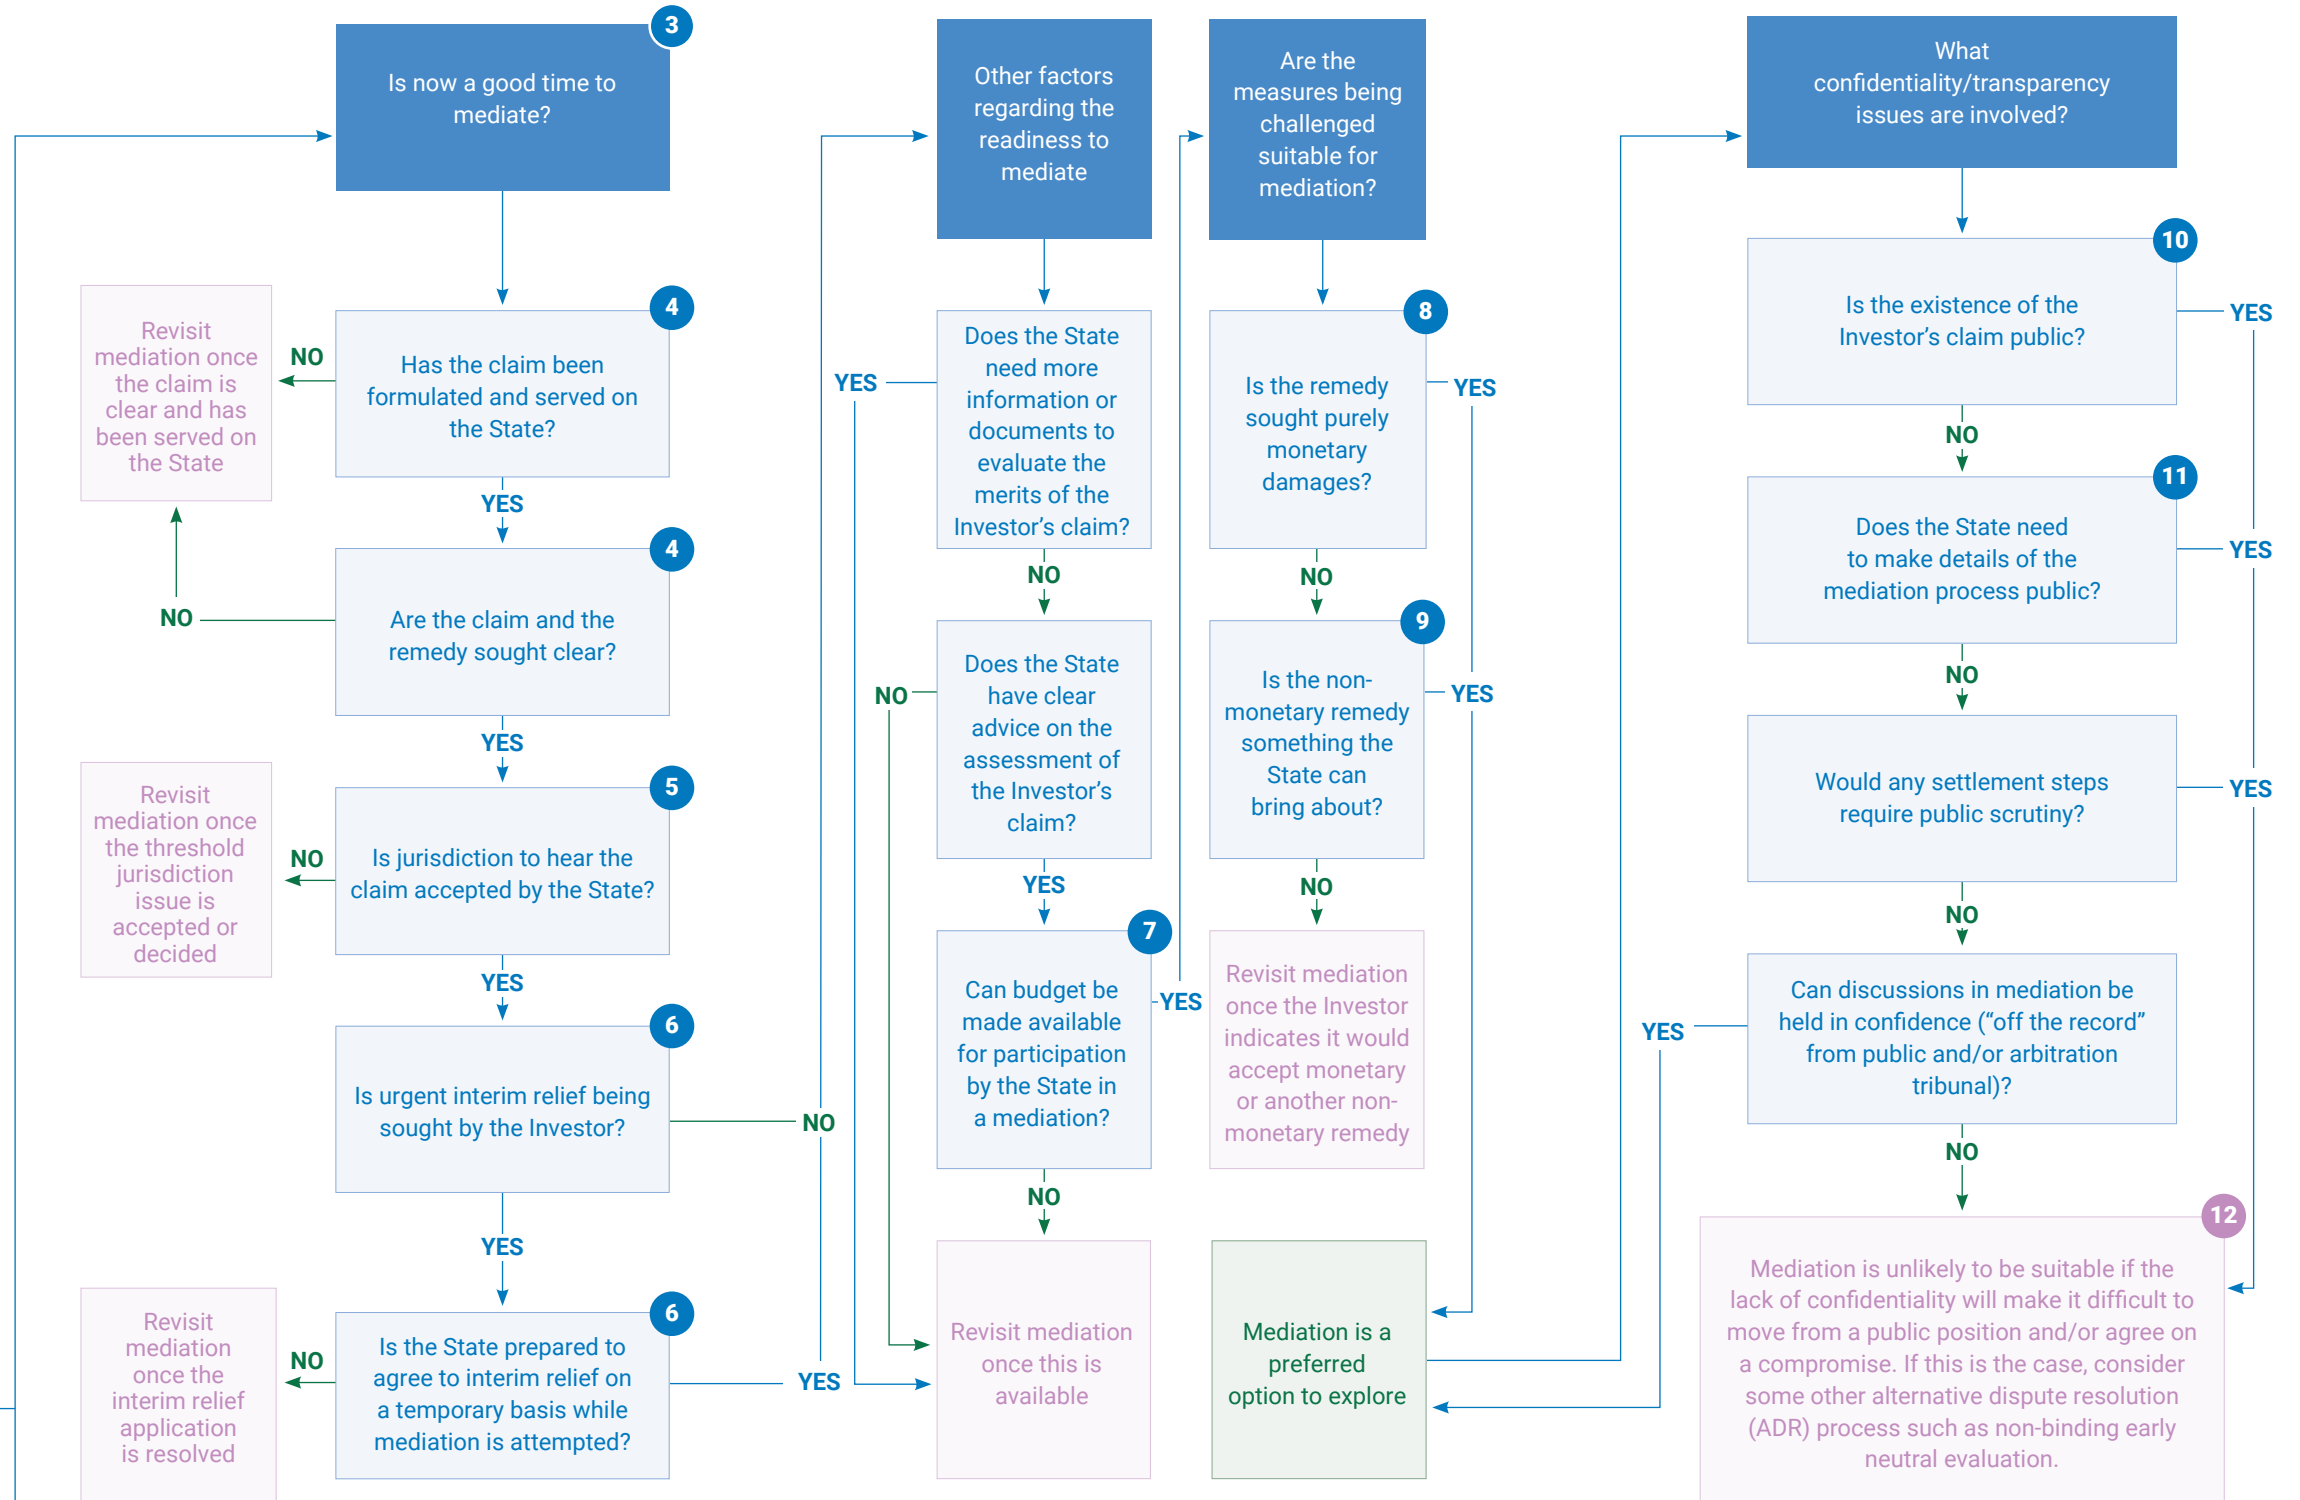 3
Is now a good time to
mediate?
4
Has the claim been
formulated and served on
the State?
NO
Revisit
mediation once
the claim is
clear and has
been served on
the State
YES
4
Are the claim and the
remedy sought clear?
NO
YES
5
Is jurisdiction to hear the
claim accepted by the State?
NO
Revisit
mediation once
the threshold
jurisdiction
issue is
accepted or
decided
YES
6
Is urgent interim relief being
sought by the Investor?
NO
YES
6
Is the State prepared to
agree to interim relief on
a temporary basis while
mediation is attempted?
NO
Revisit
mediation
once the
interim relief
application
is resolved
YES
Other factors
regarding the
readiness to
mediate
Does the State
need more
information or
documents to
evaluate the
merits of the
Investor’s claim?
YES
NO
Does the State
have clear
advice on the
assessment of
the Investor’s
claim?
NO
YES
7
Can budget be
made available
for participation
by the State in
a mediation?
YES
NO
Revisit mediation
once this is
available
Are the
measures being
challenged
suitable for
mediation?
8
Is the remedy
sought purely
monetary
damages?
YES
NO
9
Is the non-
monetary remedy
something the
State can
bring about?
YES
NO
Revisit mediation
once the Investor
indicates it would
accept monetary
or another non-
monetary remedy
Mediation is a
preferred
option to explore
What
confidentiality/transparency
issues are involved?
10
Is the existence of the
Investor’s claim public?
YES
NO
11
Does the State need
to make details of the
mediation process public?
YES
NO
Would any settlement steps
require public scrutiny?
YES
NO
Can discussions in mediation be
held in confidence (“off the record”
from public and/or arbitration
tribunal)?
YES
NO
12
Mediation is unlikely to be suitable if the
lack of confidentiality will make it difficult to
move from a public position and/or agree on
a compromise. If this is the case, consider
some other alternative dispute resolution
(ADR) process such as non-binding early
neutral evaluation.